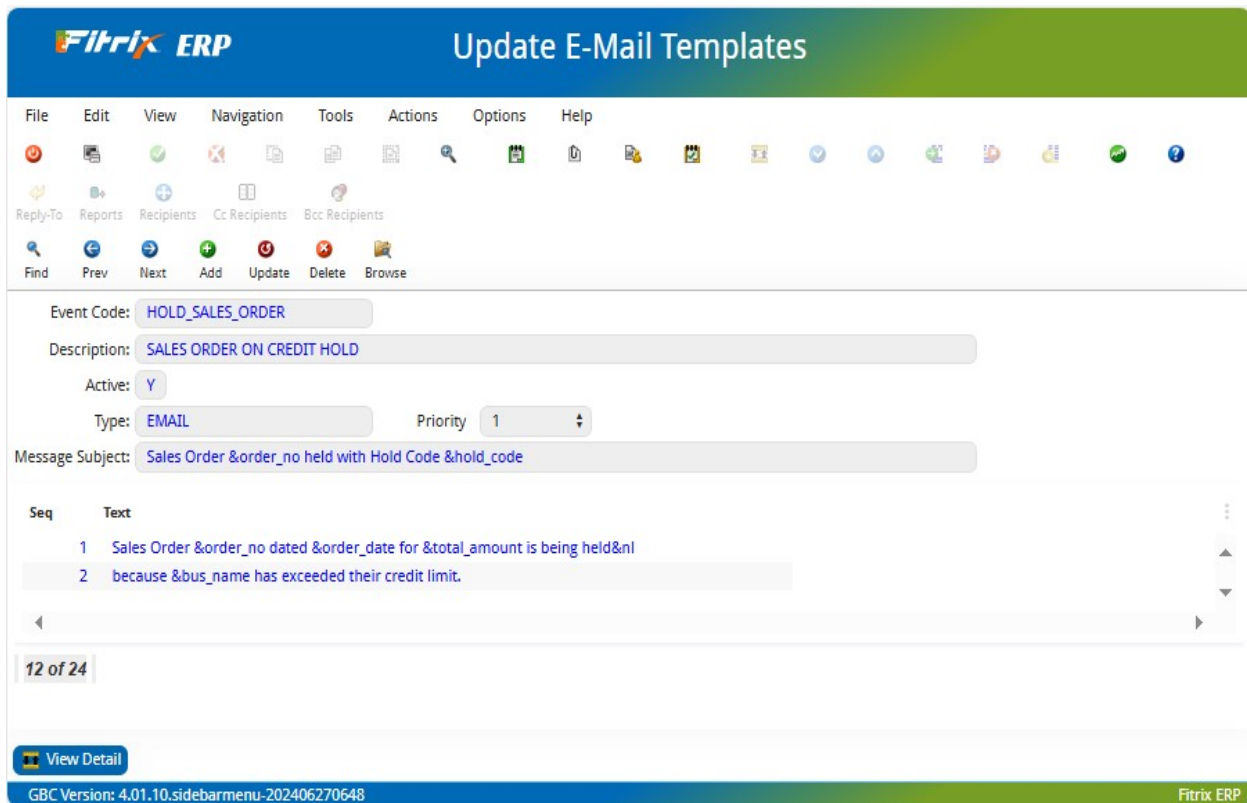 Fitrix ERP Update E-Mail Templates
File Edit View Navigation Tools Actions Options Help
Reply-To Reports Recipients Cc Recipients Bcc Recipients
Find Prev Next Add Update Delete Browse
Event Code: HOLD_SALES_ORDER
Description: SALES ORDER ON CREDIT HOLD
Active: Y
Type: EMAIL Priority 1
Message Subject: Sales Order &order_no held with Hold Code &hold_code
Seq Text
1 Sales Order &order_no dated &order_date for &total_amount is being held&nl
2 because &bus_name has exceeded their credit limit.
12 of 24
View Detail
GBC Version: 4.01.10.sidebarmenu-202406270648 Fitrix ERP